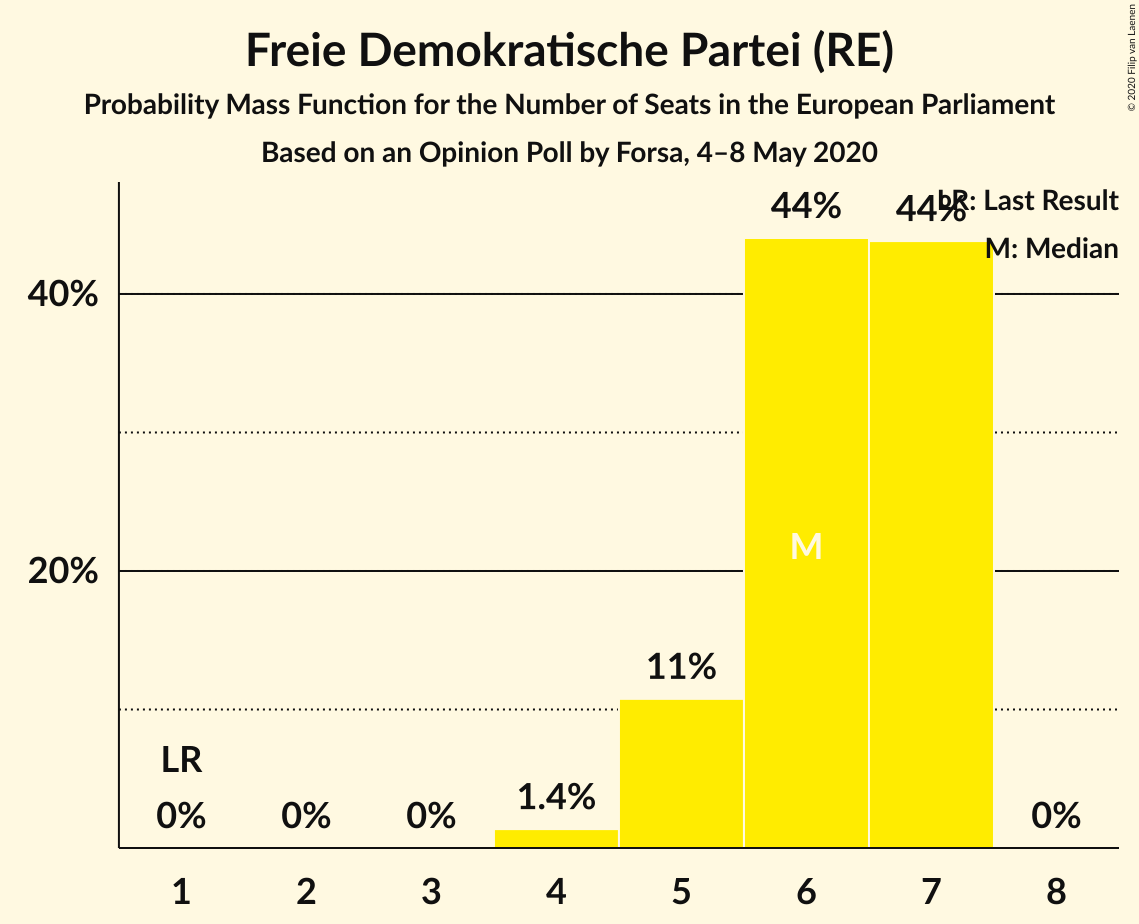 Freie Demokratische Partei (RE)
Probability Mass Function for the Number of Seats in the European Parliament
Based on an Opinion Poll by Forsa, 4–8 May 2020
© 2020 Filip van Laenen
LR: Last Result
M: Median
44%
44%
40%
M
20%
11%
LR
1.4%
0%
0%
0%
0%
1
2
3
4
5
6
7
8